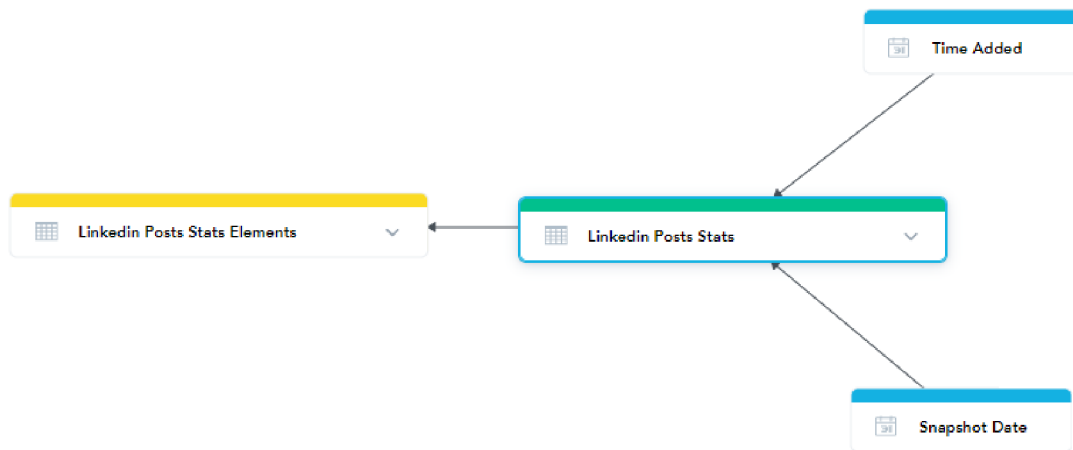 Time Added
Linkedin Posts Stats Elements
Linkedin Posts Stats
Snapshot Date